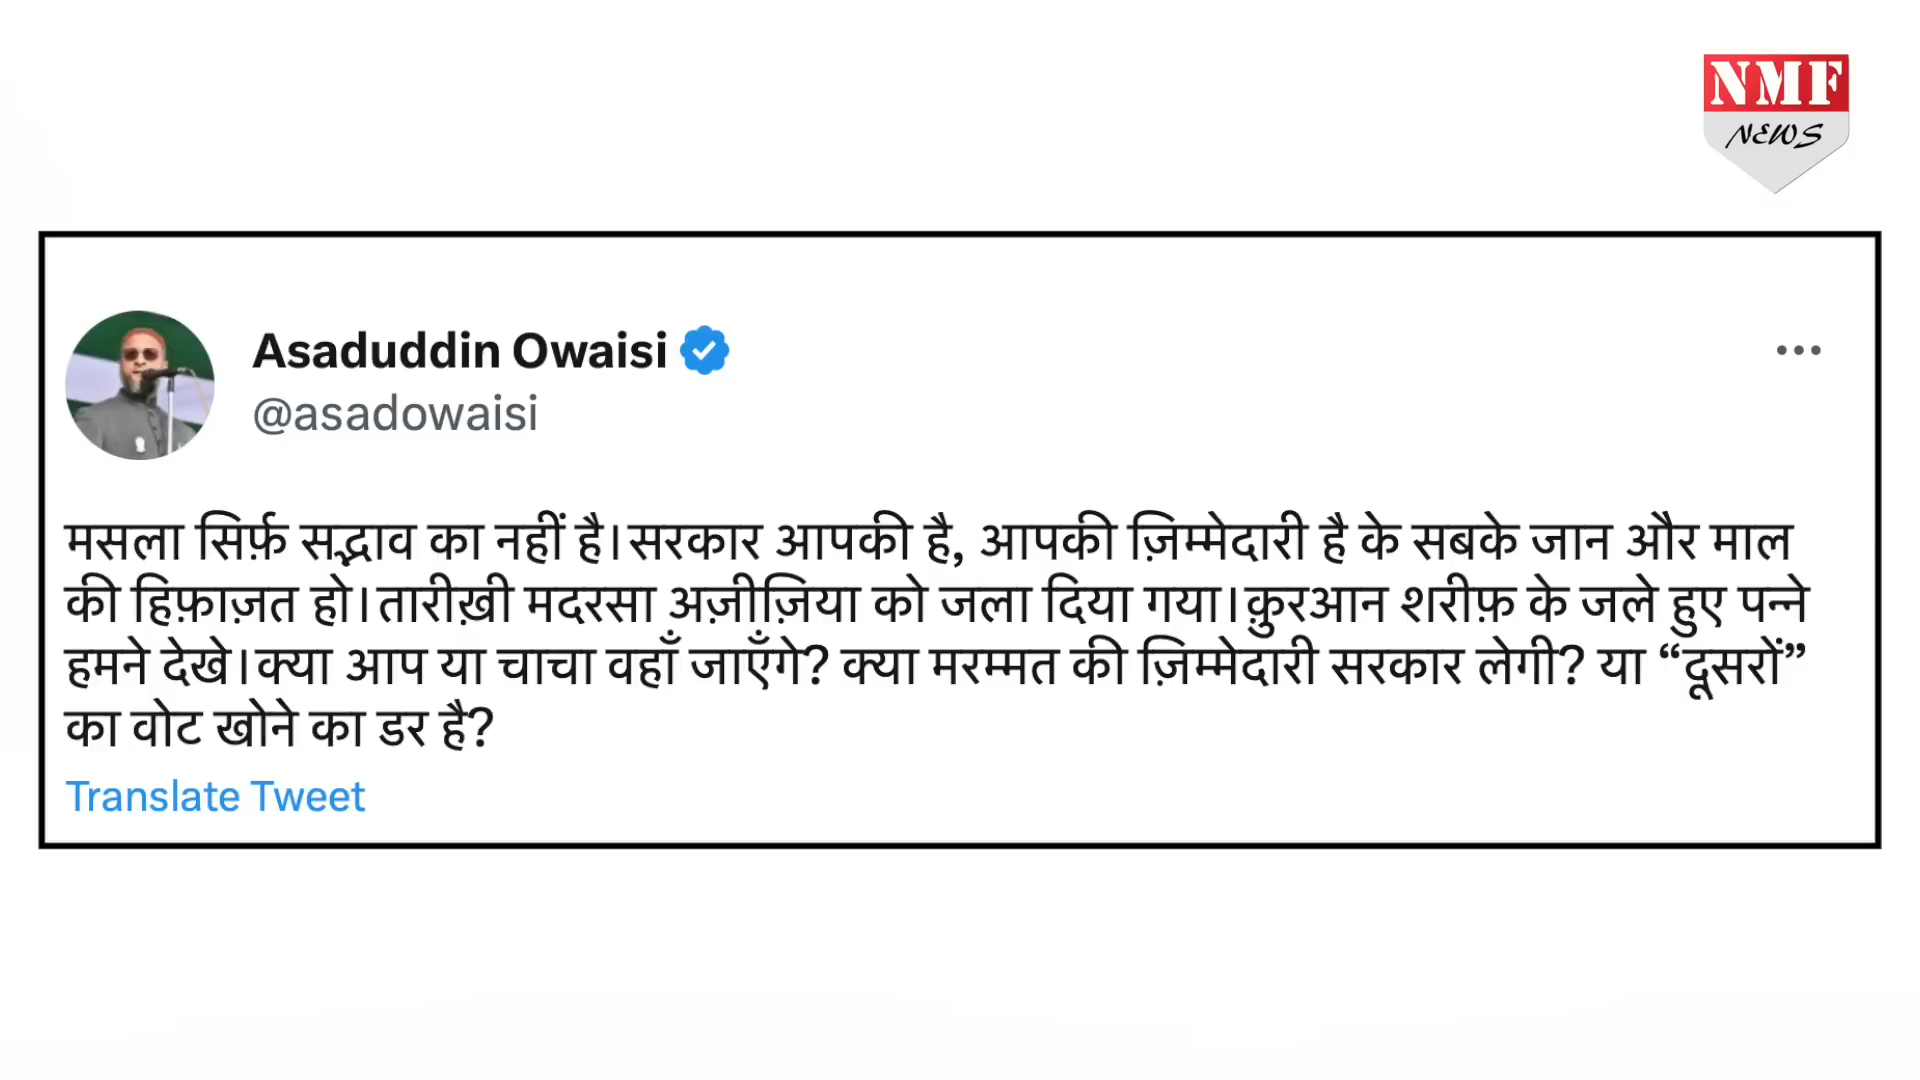 NMF
NEWS
Asaduddin Owaisi
@asadowaisi
मसला सिर्फ़ सद्भाव का नहीं है।सरकार आपकी है, आपकी ज़िम्मेदारी है के सबके जान और माल
की हिफ़ाज़त हो।तारीख़ी मदरसा अज़ीज़िया को जला दिया गया।क़ुरआन शरीफ़ के जले हुए पन्ने
हमने देखे।क्या आप या चाचा वहाँ जाएँगे? क्या मरम्मत की ज़िम्मेदारी सरकार लेगी? या “दूसरों”
का वोट खोने का डर है?
Translate Tweet